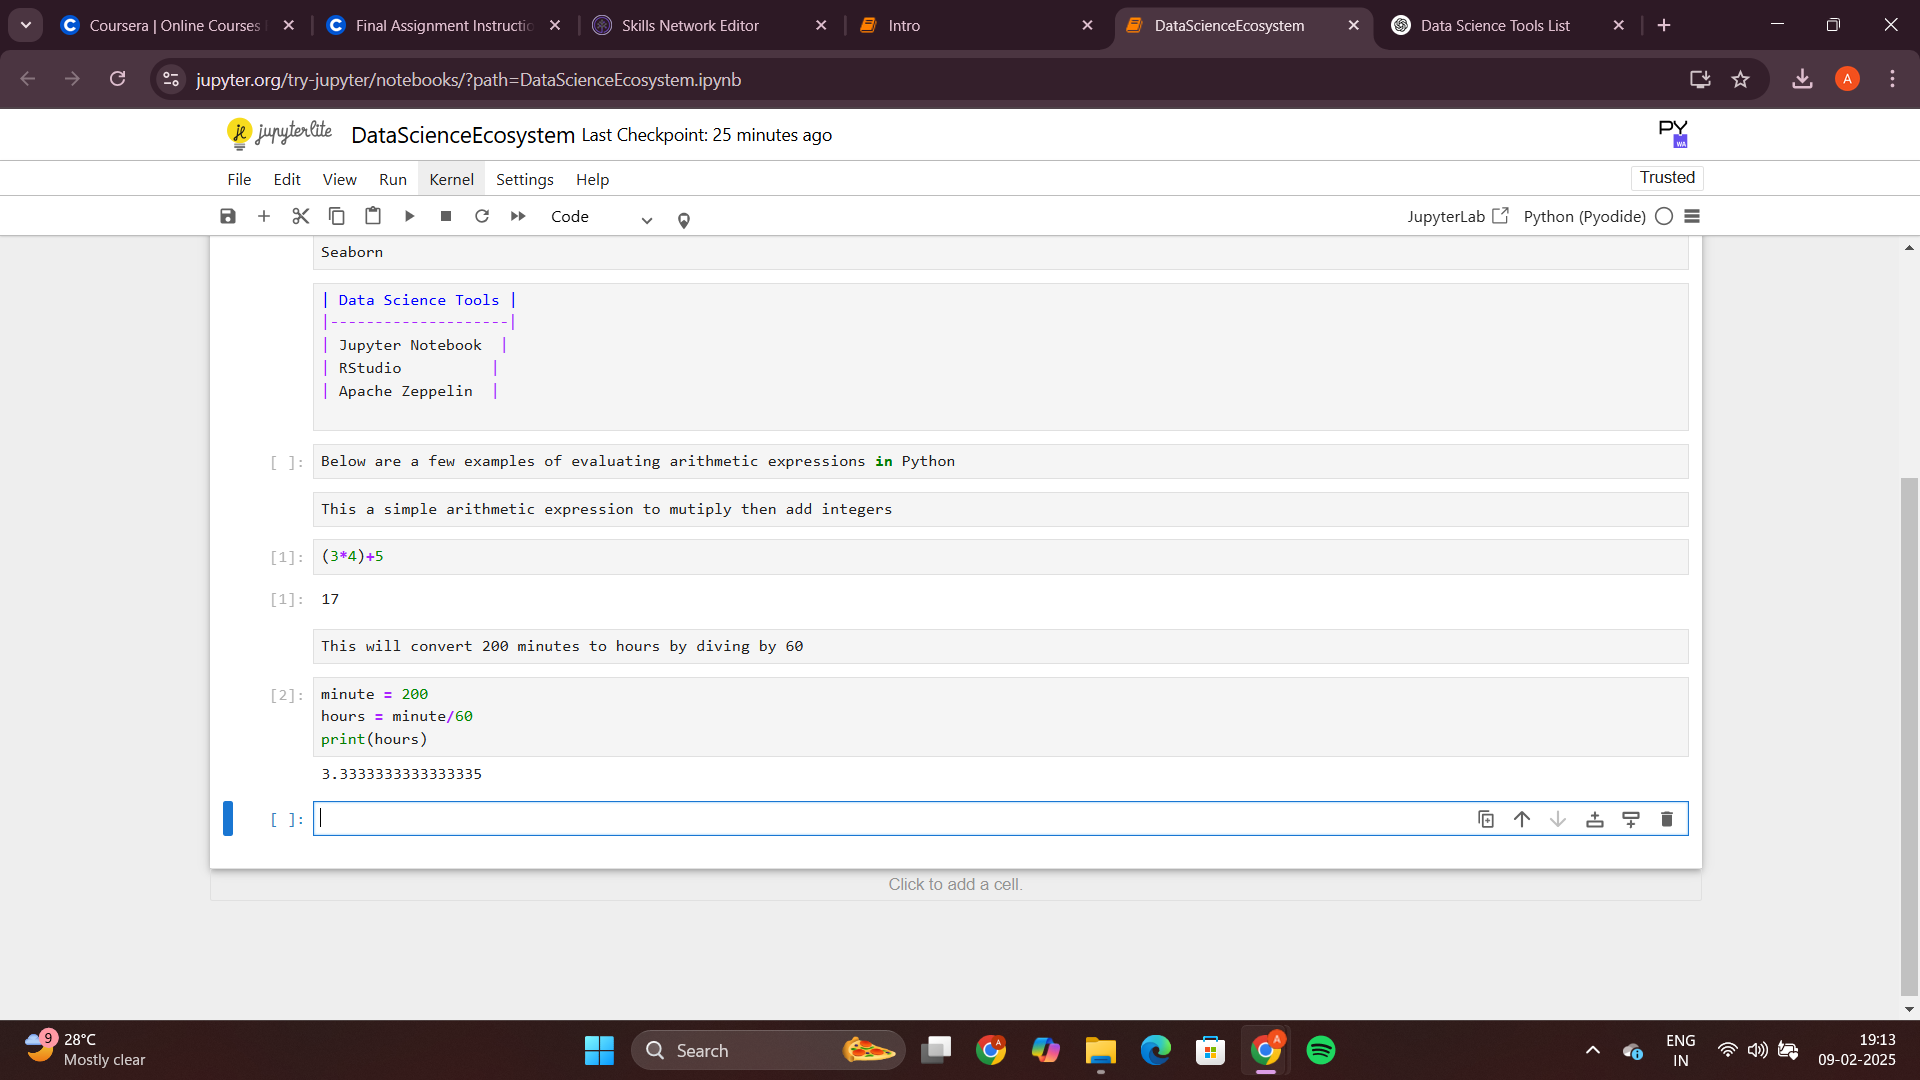 Coursera | Online Courses
Final Assignment Instructio
Skills Network Editor
Intro
DataScienceEcosystem
Data Science Tools List
jupyter.org/try-jupyter/notebooks/?path=DataScienceEcosystem.ipynb
A
jupyterlite
DataScienceEcosystem Last Checkpoint: 25 minutes ago
PY
WA
File Edit View Run Kernel Settings Help
Trusted
Code
JupyterLab
Python (Pyodide)
Seaborn
| Data Science Tools |
|--------------------|
| Jupyter Notebook  |
| RStudio          |
| Apache Zeppelin  |
[ ]: Below are a few examples of evaluating arithmetic expressions in Python
This a simple arithmetic expression to mutiply then add integers
[1]: (3*4)+5
[1]: 17
This will convert 200 minutes to hours by diving by 60
[2]: minute = 200
hours = minute/60
print(hours)
3.3333333333333335
[ ]:
Click to add a cell.
9
28°C
Mostly clear
Search
A
A
ENG
IN
19:13
09-02-2025